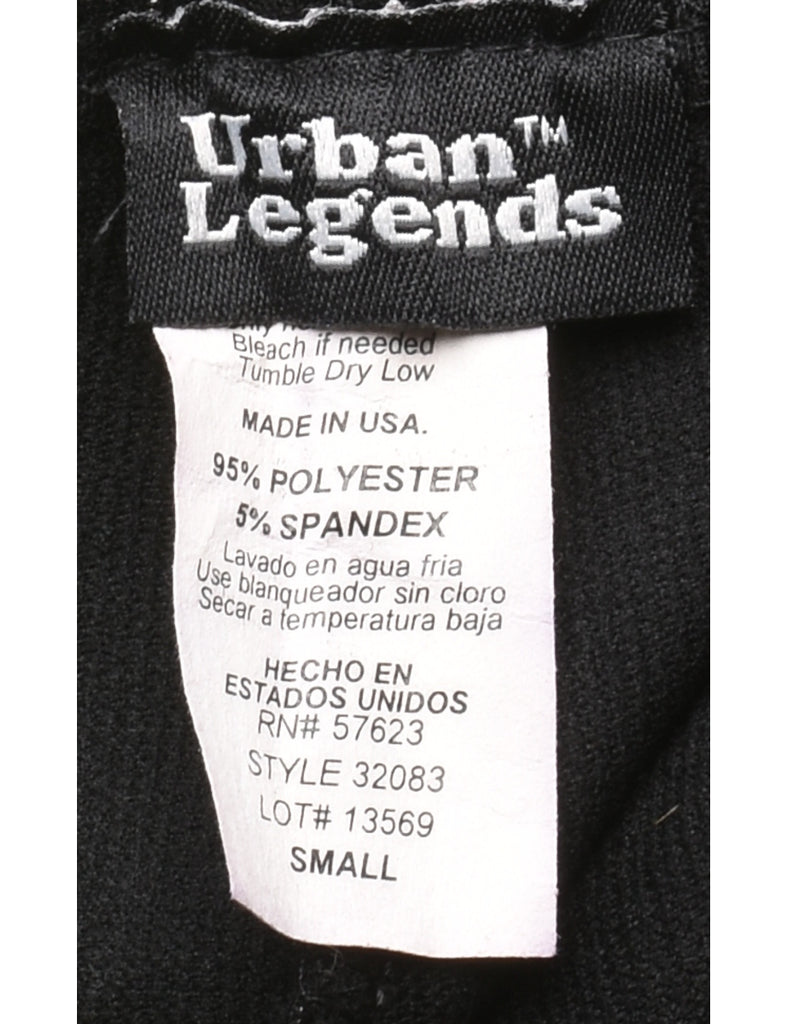 Urban™
Legends
Bleach if needed
Tumble Dry Low
MADE IN USA.
95% POLYESTER
5% SPANDEX
Lavado en agua fria
Use blanqueador sin cloro
Secar a temperatura baja
HECHO EN
ESTADOS UNIDOS
RN# 57623
STYLE 32083
LOT# 13569
SMALL